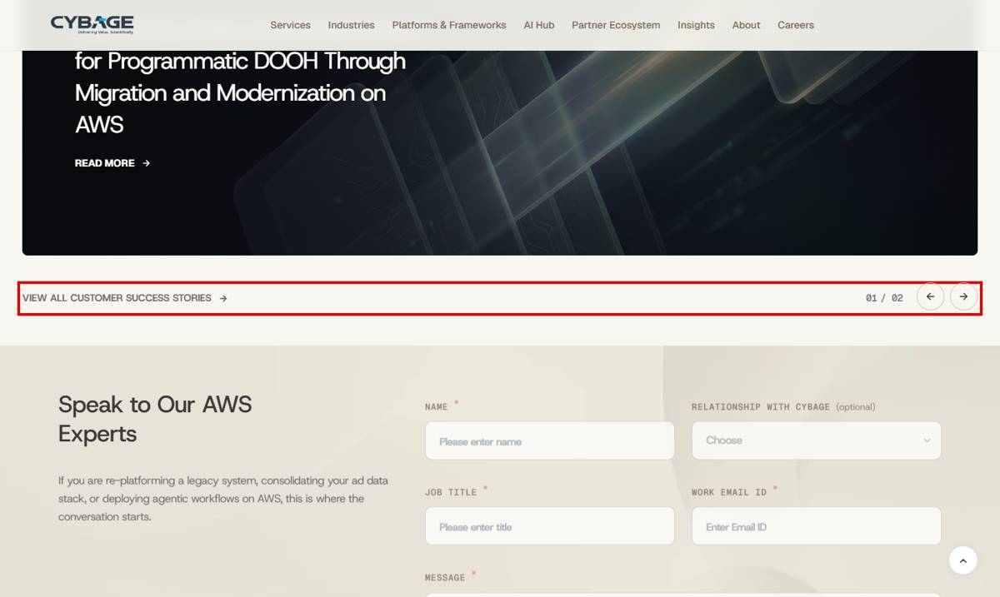 CYBAGE
Delivering Value. Scientifically.
Services Industries Platforms & Frameworks AI Hub Partner Ecosystem Insights About Careers
for Programmatic DOOH Through
Migration and Modernization on
AWS
READ MORE →
VIEW ALL CUSTOMER SUCCESS STORIES → 01 / 02 ← →
Speak to Our AWS
Experts
If you are re-platforming a legacy system, consolidating your ad data
stack, or deploying agentic workflows on AWS, this is where the
conversation starts.
NAME *
Please enter name
RELATIONSHIP WITH CYBAGE (optional)
Choose
JOB TITLE *
Please enter title
WORK EMAIL ID *
Enter Email ID
MESSAGE *